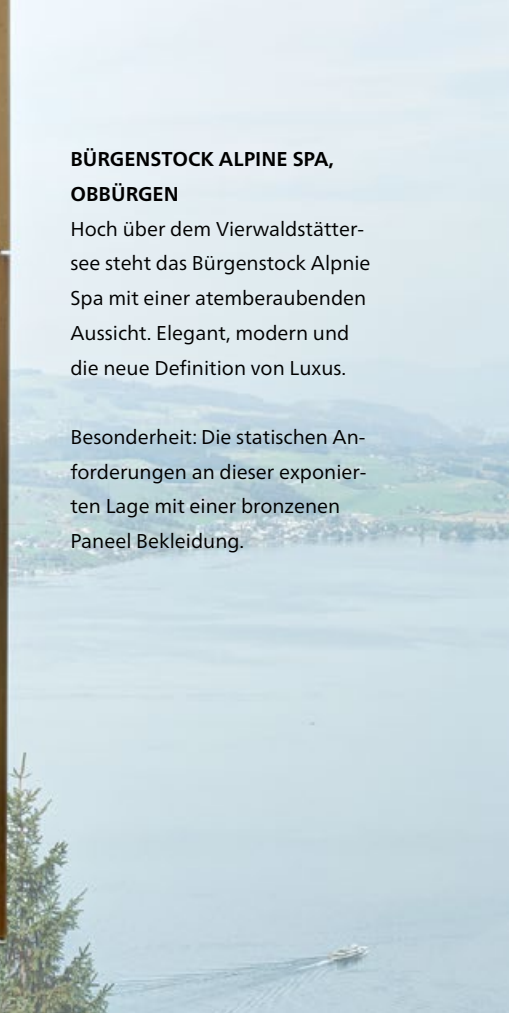 BÜRGENSTOCK ALPINE SPA,
OBBÜRGEN
Hoch über dem Vierwaldstätter-
see steht das Bürgenstock Alpnie
Spa mit einer atemberaubenden
Aussicht. Elegant, modern und
die neue Definition von Luxus.
Besonderheit: Die statischen An-
forderungen an dieser exponier-
ten Lage mit einer bronzenen
Paneel Bekleidung.